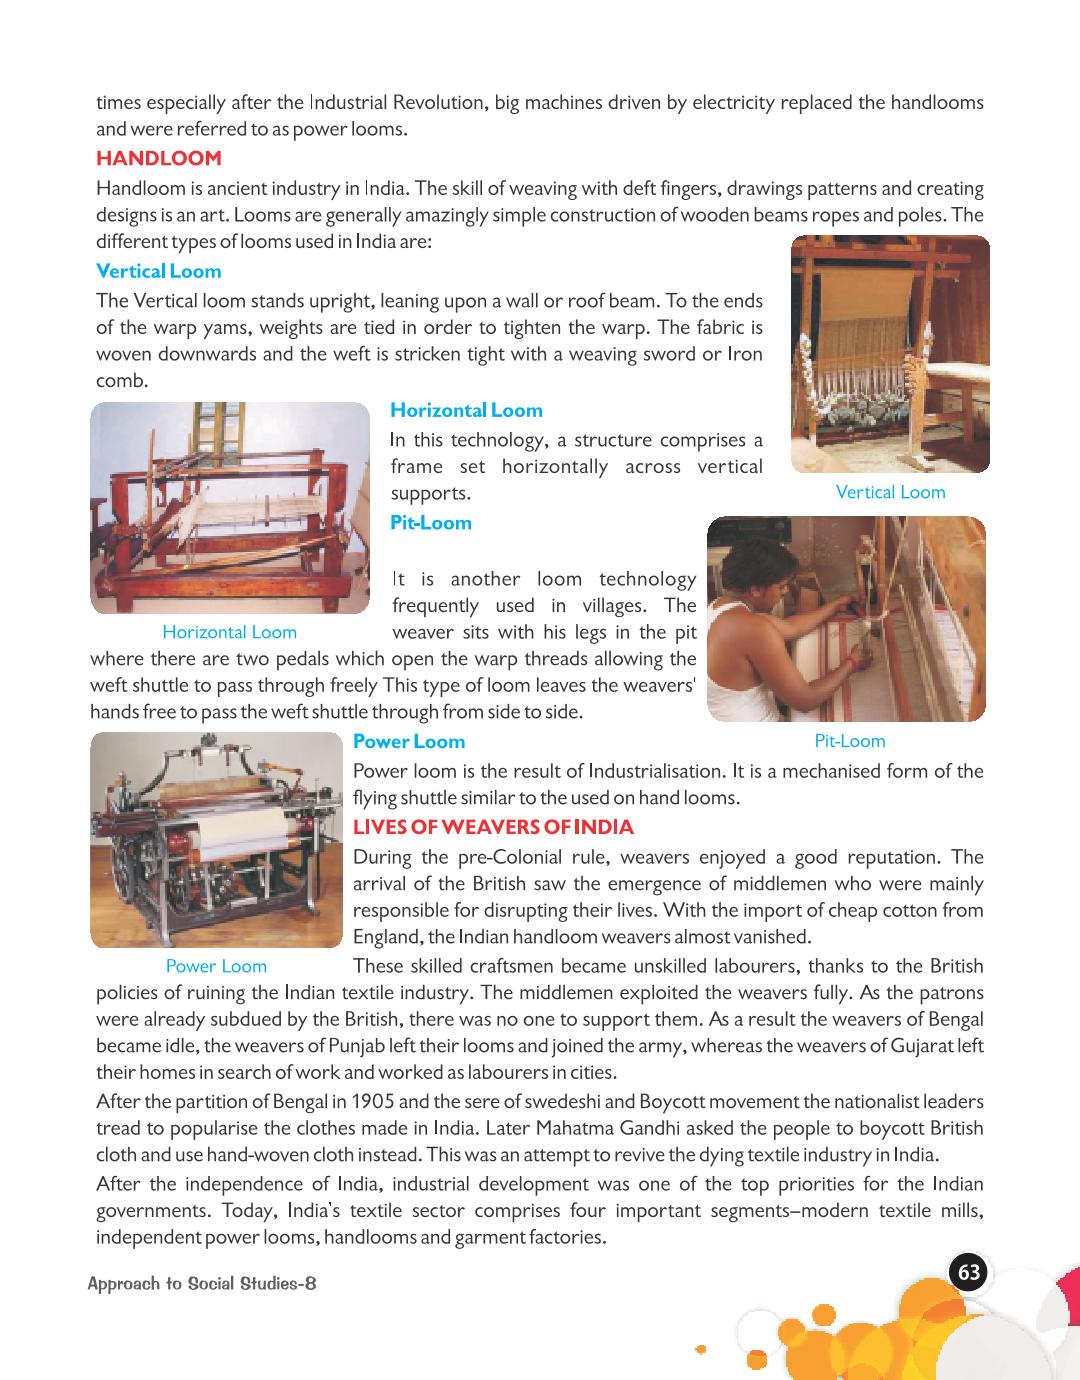 times especially after the Industrial Revolution, big machines driven by electricity replaced the handlooms
and were referred to as power looms.
HANDLOOM
Handloom is ancient industry in India. The skill of weaving with deft fingers, drawings patterns and creating
designs is an art. Looms are generally amazingly simple construction of wooden beams ropes and poles. The
different types of looms used in India are:
Vertical Loom
The Vertical loom stands upright, leaning upon a wall or roof beam. To the ends
of the warp yams, weights are tied in order to tighten the warp. The fabric is
woven downwards and the weft is stricken tight with a weaving sword or Iron
comb.
Vertical Loom
Horizontal Loom
In this technology, a structure comprises a
frame set horizontally across vertical
supports.
Horizontal Loom
Pit-Loom
It is another loom technology
frequently used in villages. The
weaver sits with his legs in the pit
where there are two pedals which open the warp threads allowing the
weft shuttle to pass through freely This type of loom leaves the weavers'
hands free to pass the weft shuttle through from side to side.
Pit-Loom
Power Loom
Power loom is the result of Industrialisation. It is a mechanised form of the
flying shuttle similar to the used on hand looms.
Power Loom
LIVES OF WEAVERS OF INDIA
During the pre-Colonial rule, weavers enjoyed a good reputation. The
arrival of the British saw the emergence of middlemen who were mainly
responsible for disrupting their lives. With the import of cheap cotton from
England, the Indian handloom weavers almost vanished.
These skilled craftsmen became unskilled labourers, thanks to the British
policies of ruining the Indian textile industry. The middlemen exploited the weavers fully. As the patrons
were already subdued by the British, there was no one to support them. As a result the weavers of Bengal
became idle, the weavers of Punjab left their looms and joined the army, whereas the weavers of Gujarat left
their homes in search of work and worked as labourers in cities.
After the partition of Bengal in 1905 and the sere of swedeshi and Boycott movement the nationalist leaders
tread to popularise the clothes made in India. Later Mahatma Gandhi asked the people to boycott British
cloth and use hand-woven cloth instead. This was an attempt to revive the dying textile industry in India.
After the independence of India, industrial development was one of the top priorities for the Indian
governments. Today, India's textile sector comprises four important segments–modern textile mills,
independent power looms, handlooms and garment factories.
Approach to Social Studies-8
63